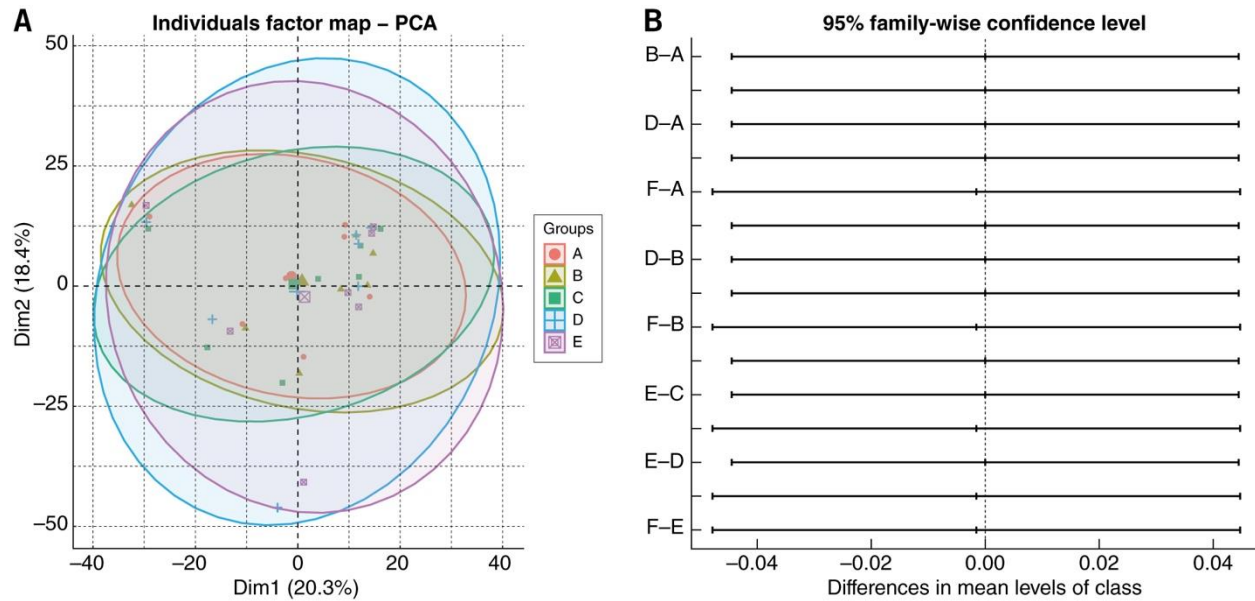 A
Individuals factor map – PCA
50
25
0
−25
−50
Dim2 (18.4%)
−40
−20
0
20
40
Dim1 (20.3%)
Groups
A
B
C
D
E
B
95% family-wise confidence level
B–A
D–A
F–A
D–B
F–B
E–C
E–D
F–E
−0.04
−0.02
0.00
0.02
0.04
Differences in mean levels of class